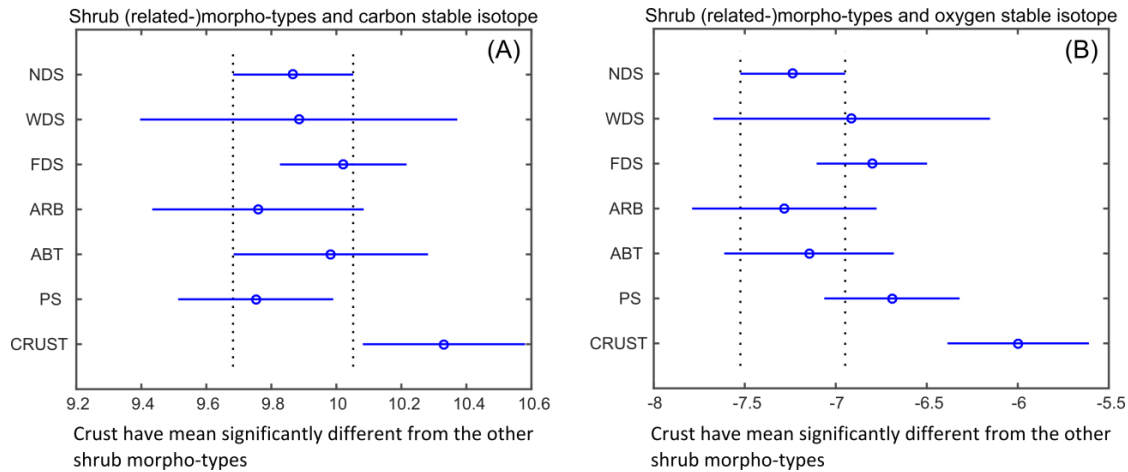 Shrub (related-)morpho-types and carbon stable isotope
(A)
NDS
WDS
FDS
ARB
ABT
PS
CRUST
9.2 9.4 9.6 9.8 10 10.2 10.4 10.6
Crust have mean significantly different from the other
shrub morpho-types
Shrub (related-)morpho-types and oxygen stable isotope
(B)
NDS
WDS
FDS
ARB
ABT
PS
CRUST
-8 -7.5 -7 -6.5 -6 -5.5
Crust have mean significantly different from the other
shrub morpho-types